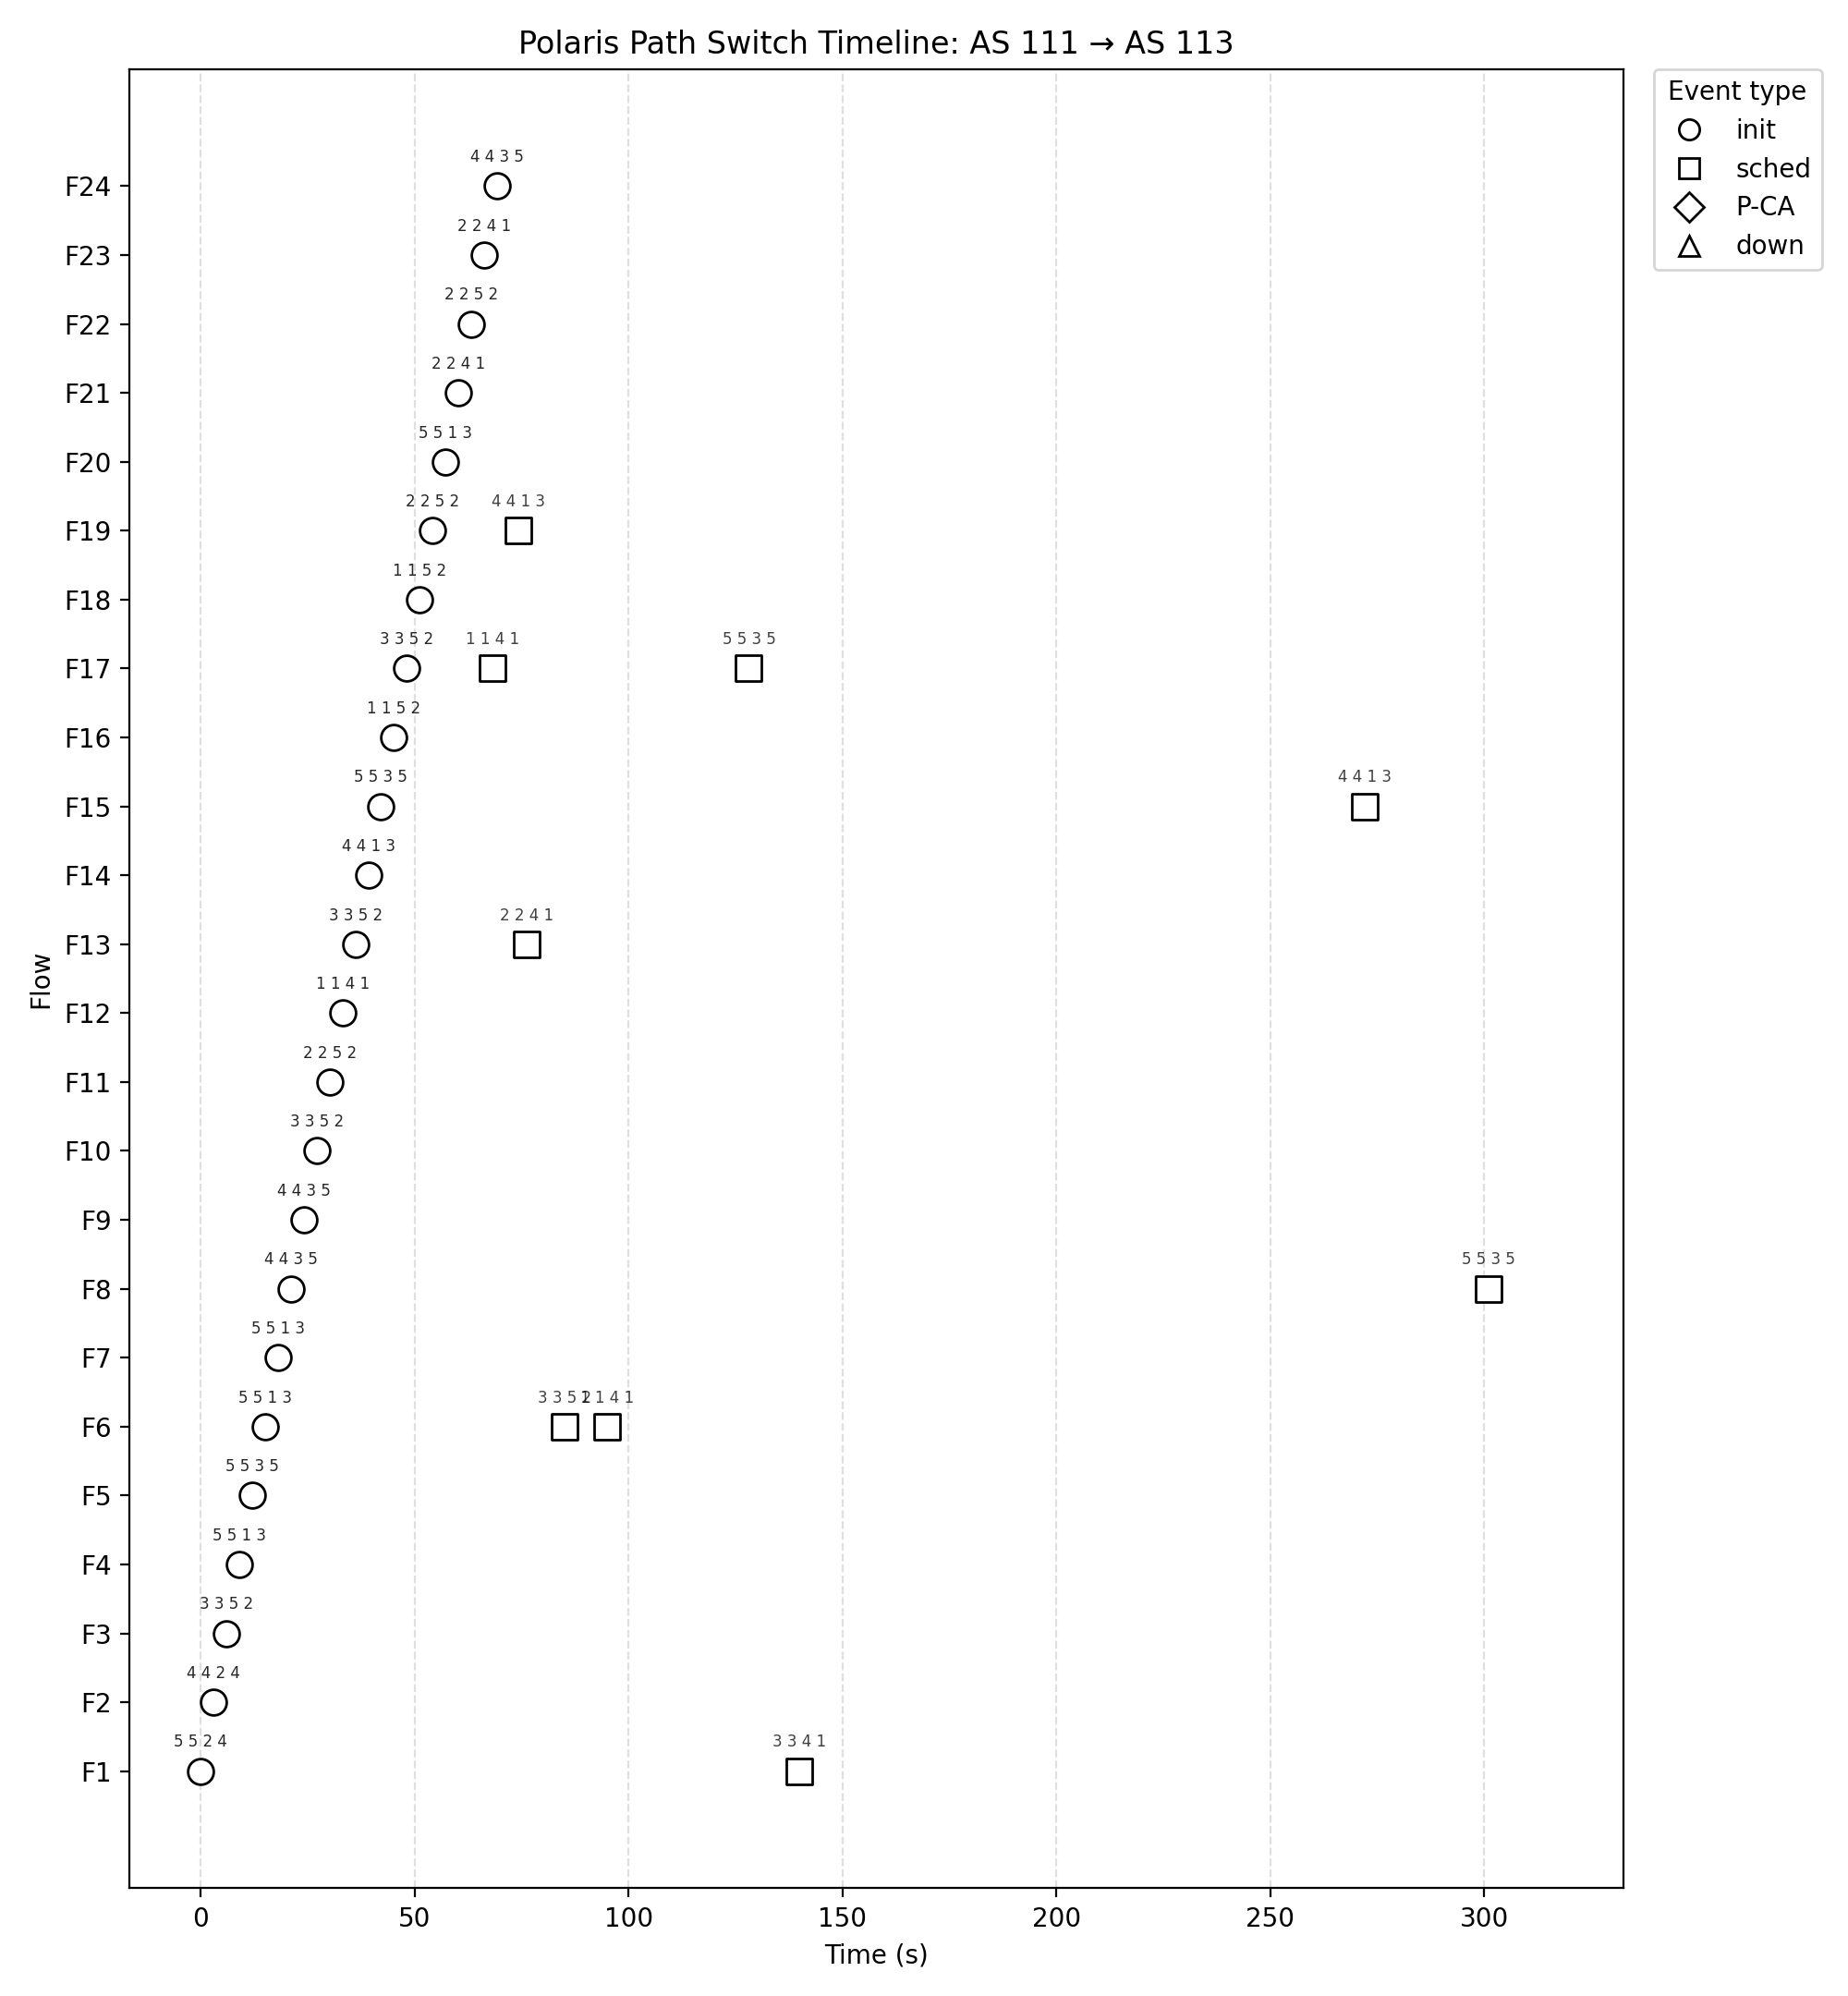 Polaris Path Switch Timeline: AS 111 → AS 113
Event type
init
sched
P-CA
down
Flow
F24
4 4 3 5
F23
2 2 4 1
F22
2 2 5 2
F21
2 2 4 1
F20
5 5 1 3
F19
2 2 5 2 4 4 1 3
F18
1 1 5 2
F17
3 3 5 2 1 1 4 1 5 5 3 5
F16
1 1 5 2
F15
5 5 3 5 4 4 1 3
F14
4 4 1 3
F13
3 3 5 2 2 2 4 1
F12
1 1 4 1
F11
2 2 5 2
F10
3 3 5 2
F9
4 4 3 5
F8
4 4 3 5 5 5 3 5
F7
5 5 1 3
F6
5 5 1 3 3 3 5 2 1 1 4 1
F5
5 5 3 5
F4
5 5 1 3
F3
3 3 5 2
F2
4 4 2 4
F1
5 5 2 4 3 3 4 1
0 50 100 150 200 250 300
Time (s)